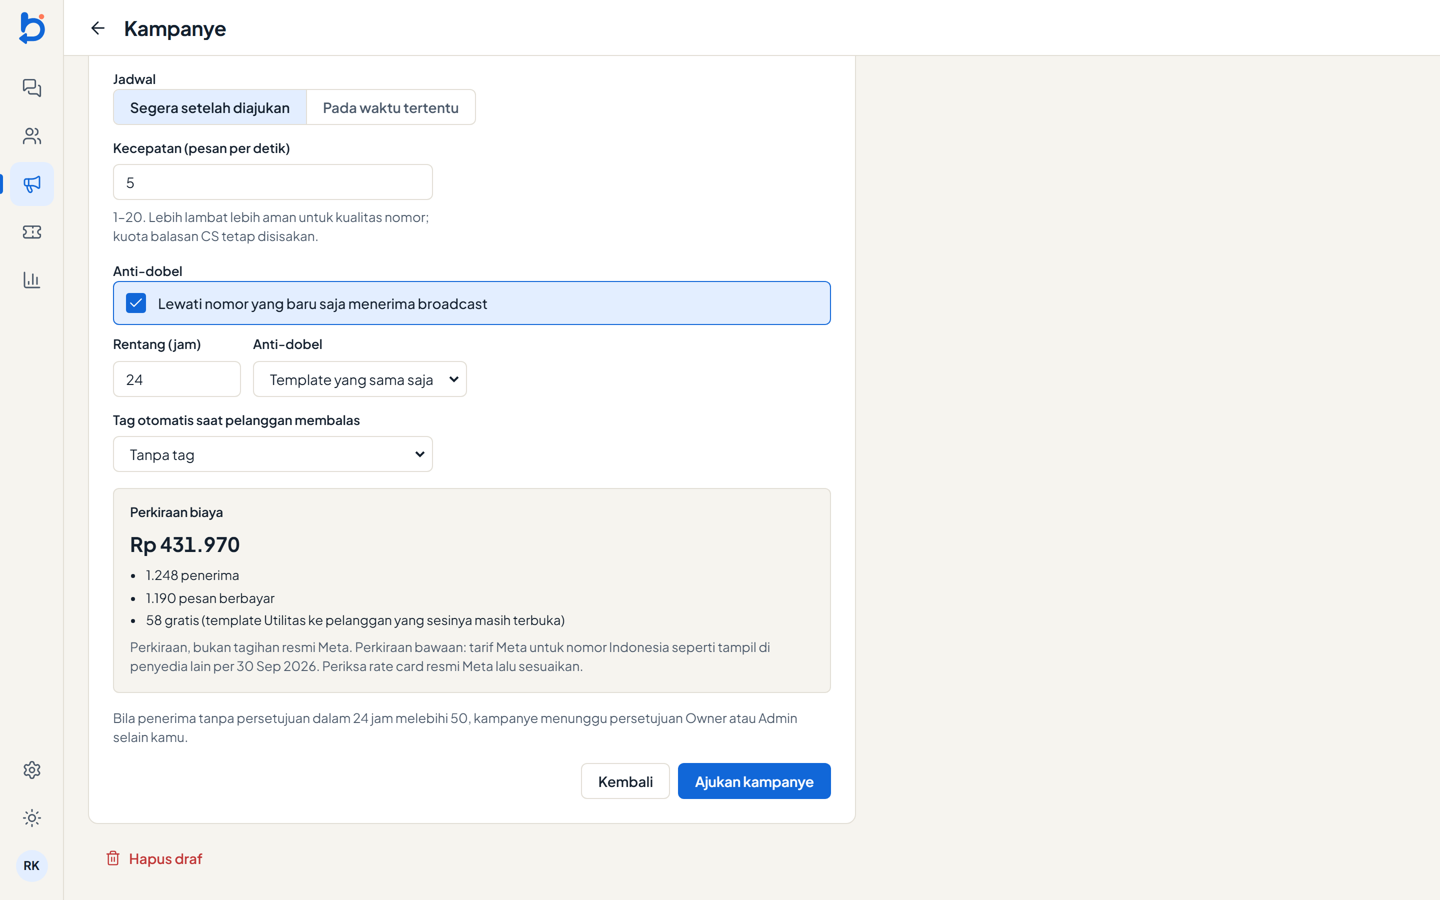 Kampanye
Jadwal
Segera setelah diajukan
Pada waktu tertentu
Kecepatan (pesan per detik)
5
1–20. Lebih lambat lebih aman untuk kualitas nomor;
kuota balasan CS tetap disisakan.
Anti-dobel
Lewati nomor yang baru saja menerima broadcast
Rentang (jam)
Anti-dobel
24
Template yang sama saja
Tag otomatis saat pelanggan membalas
Tanpa tag
Perkiraan biaya
Rp 431.970
• 1.248 penerima
• 1.190 pesan berbayar
• 58 gratis (template Utilitas ke pelanggan yang sesinya masih terbuka)
Perkiraan, bukan tagihan resmi Meta. Perkiraan bawaan: tarif Meta untuk nomor Indonesia seperti tampil di
penyedia lain per 30 Sep 2026. Periksa rate card resmi Meta lalu sesuaikan.
Bila penerima tanpa persetujuan dalam 24 jam melebihi 50, kampanye menunggu persetujuan Owner atau Admin
selain kamu.
Kembali
Ajukan kampanye
Hapus draf
RK